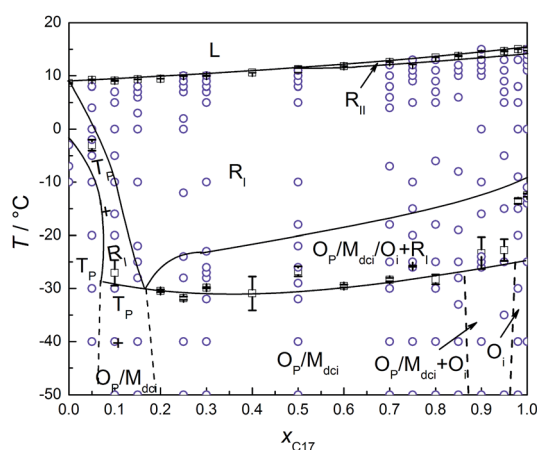 L
R_II
R_I
T_P
+
R_I
T_P
O_P/M_dci/O_i+R_I
T_P
+
O_P/M_dci
O_P/M_dci
O_P/M_dci+O_i
O_i
T / °C
20
10
0
-10
-20
-30
-40
-50
0.0 0.1 0.2 0.3 0.4 0.5 0.6 0.7 0.8 0.9 1.0
x_C17